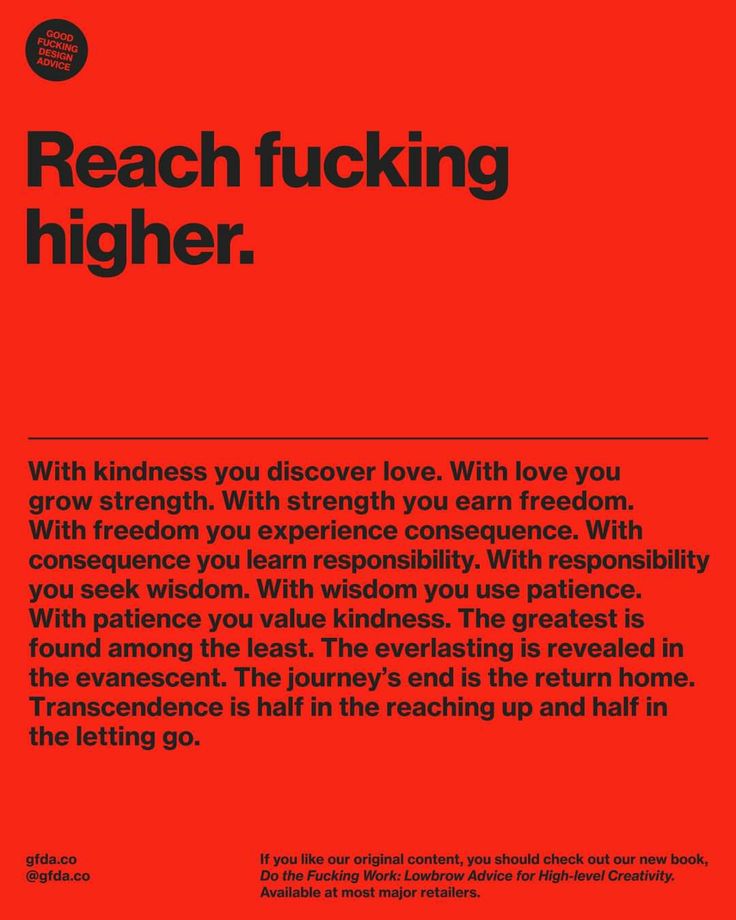 GOOD
FUCKING
DESIGN
ADVICE
Reach fucking
higher.
With kindness you discover love. With love you
grow strength. With strength you earn freedom.
With freedom you experience consequence. With
consequence you learn responsibility. With responsibility
you seek wisdom. With wisdom you use patience.
With patience you value kindness. The greatest is
found among the least. The everlasting is revealed in
the evanescent. The journey’s end is the return home.
Transcendence is half in the reaching up and half in
the letting go.
gfda.co
@gfda.co
If you like our original content, you should check out our new book,
Do the Fucking Work: Lowbrow Advice for High-level Creativity.
Available at most major retailers.